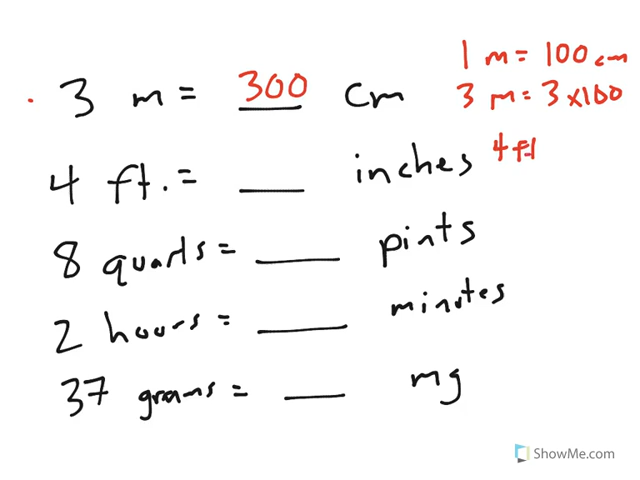 3 m = 300 cm
1 m = 100 cm
3 m = 3 x 100
4 ft. = ___ inches
4 ft
8 quarts = ___ pints
2 hours = ___ minutes
37 grams = ___ mg
ShowMe.com